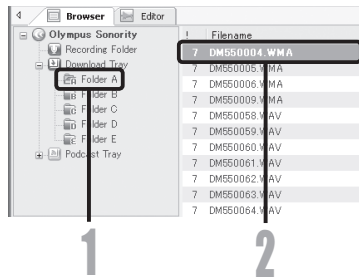 Browser Editor
Olympus Sonority
Recording Folder
Download Tray
Folder A
Folder B
Folder C
Folder D
Folder E
Podcast Tray
! Filename
7 DM550004.WMA
7 DM550005.WMA
7 DM550006.WMA
7 DM550009.WMA
7 DM550058.WAV
7 DM550059.WAV
7 DM550060.WAV
7 DM550061.WAV
7 DM550062.WAV
7 DM550063.WAV
7 DM550064.WAV
1 2